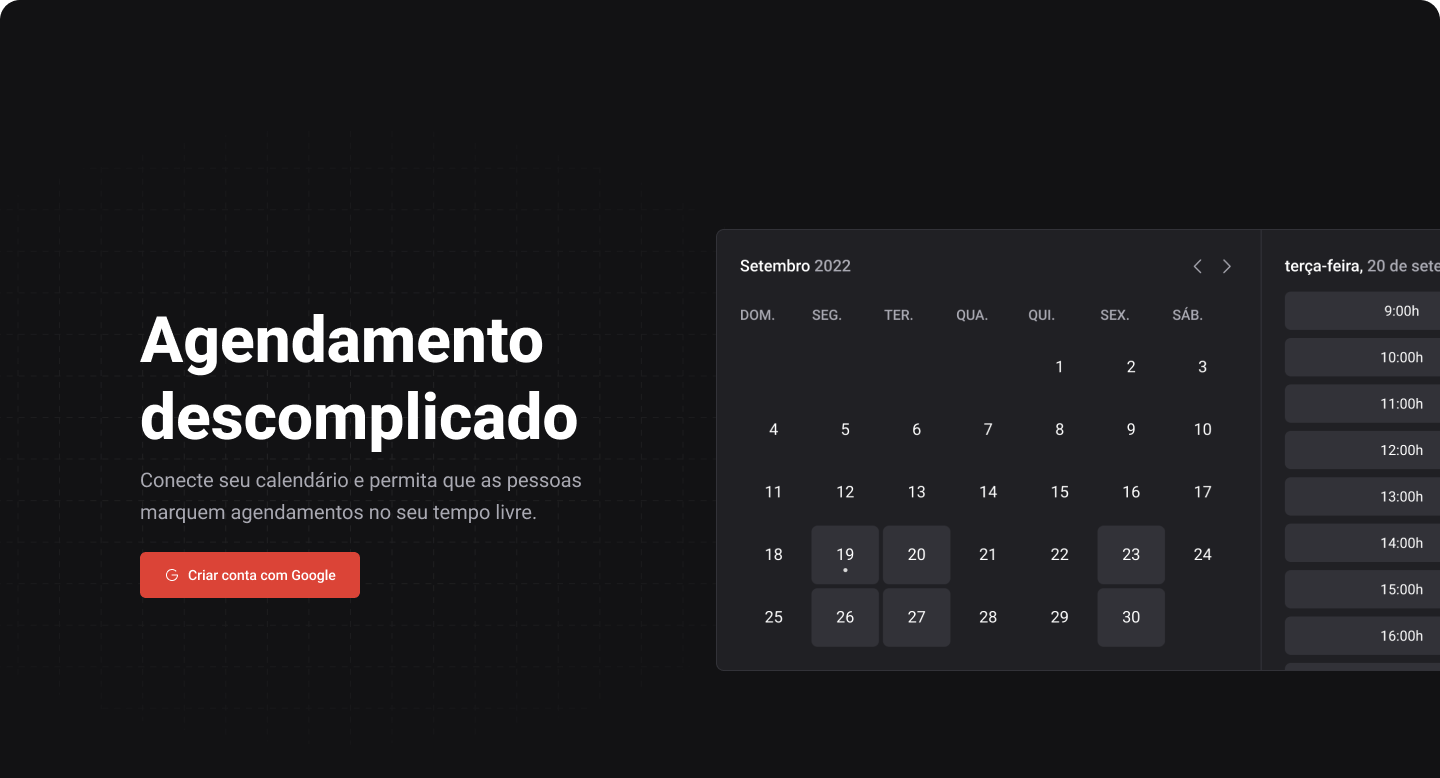 Agendamento
descomplicado
Conecte seu calendário e permita que as pessoas
marquem agendamentos no seu tempo livre.
Criar conta com Google
Setembro 2022
DOM. SEG. TER. QUA. QUI. SEX. SÁB.
1 2 3
4 5 6 7 8 9 10
11 12 13 14 15 16 17
18 19 20 21 22 23 24
25 26 27 28 29 30
terça-feira, 20 de sete
9:00h
10:00h
11:00h
12:00h
13:00h
14:00h
15:00h
16:00h